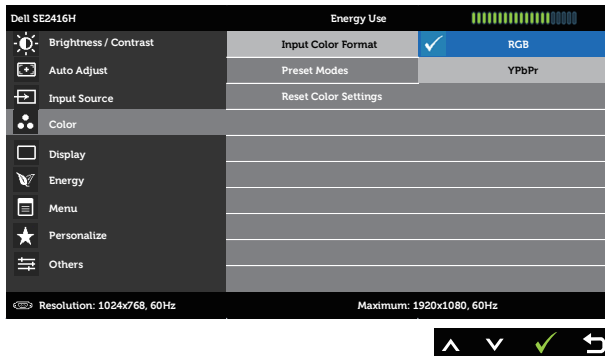 Dell SE2416H Energy Use
Brightness / Contrast Input Color Format RGB
Auto Adjust Preset Modes YPbPr
Input Source Reset Color Settings
Color
Display
Energy
Menu
Personalize
Others
Resolution: 1024x768, 60Hz Maximum: 1920x1080, 60Hz